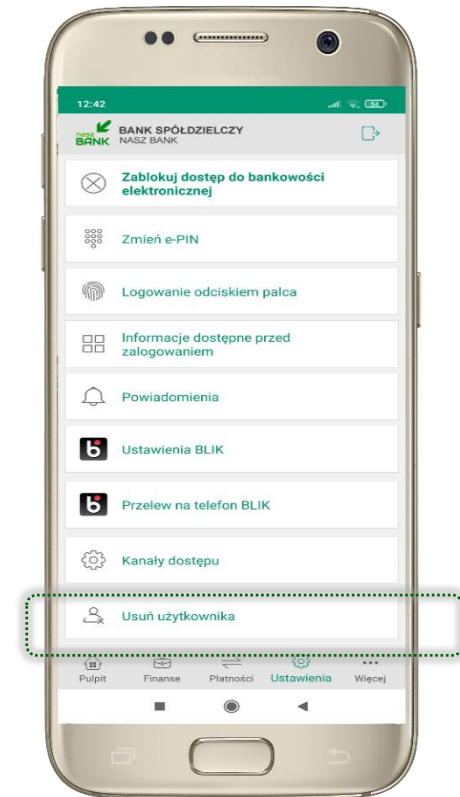 12:42
54
nasz
BANK
BANK SPÓŁDZIELCZY
NASZ BANK
Zablokuj dostęp do bankowości
elektronicznej
Zmień e-PIN
Logowanie odciskiem palca
Informacje dostępne przed
zalogowaniem
Powiadomienia
Ustawienia BLIK
Przelew na telefon BLIK
Kanały dostępu
Usuń użytkownika
Pulpit Finanse Płatności Ustawienia Więcej